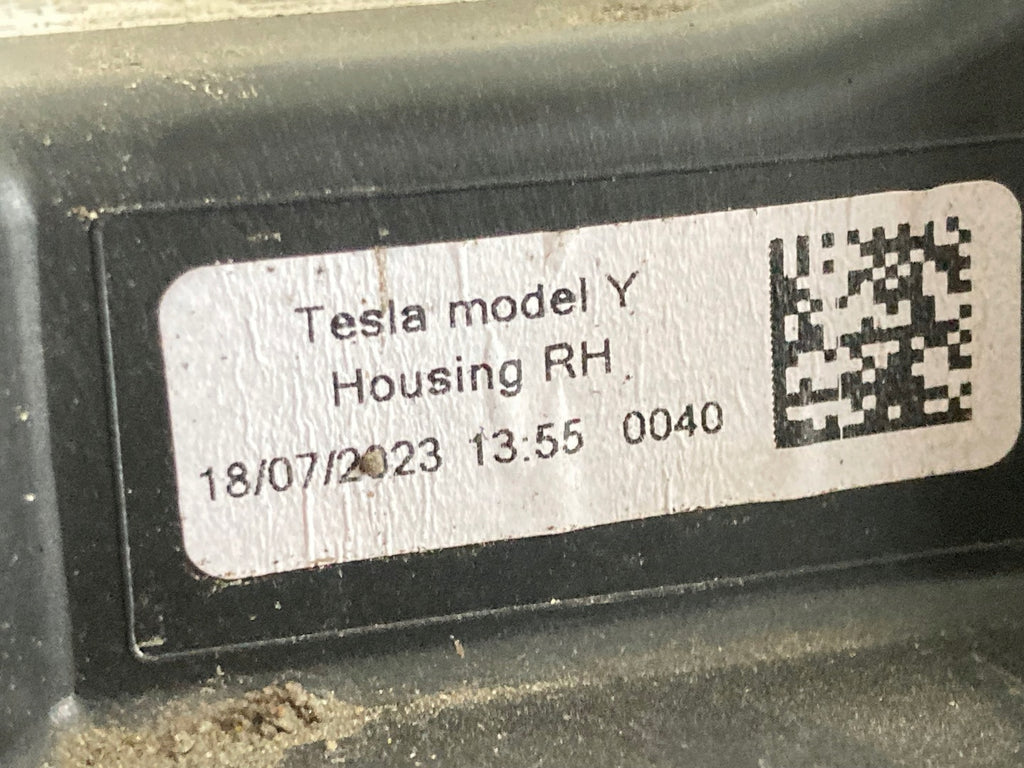 Tesla model Y
Housing RH
18/07/2023 13:55 0040